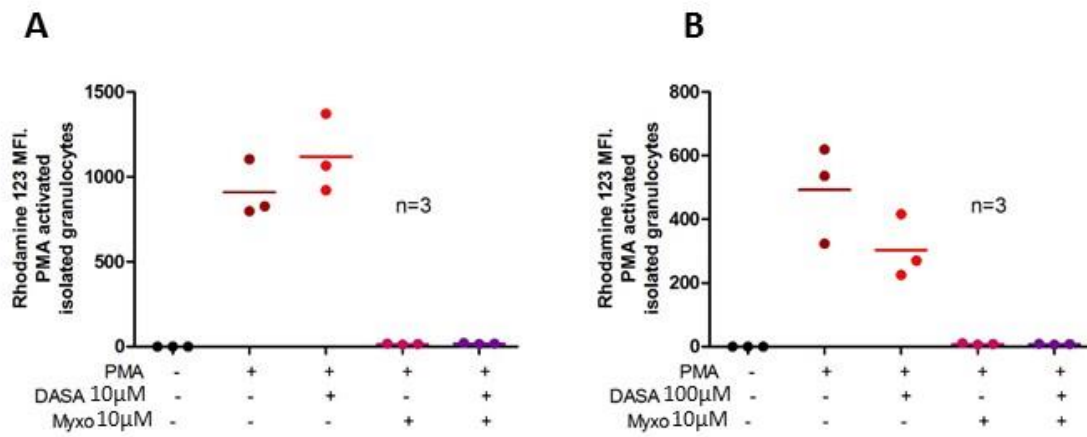 A
Rhodamine 123 MFI.
PMA activated
isolated granulocytes
1500
1000
500
0
n=3
PMA - + + + +
DASA 10µM - - + - +
Myxo 10µM - - - + +
B
Rhodamine 123 MFI.
PMA activated
isolated granulocytes
800
600
400
200
0
n=3
PMA - + + + +
DASA 100µM - - + - +
Myxo 10µM - - - + +